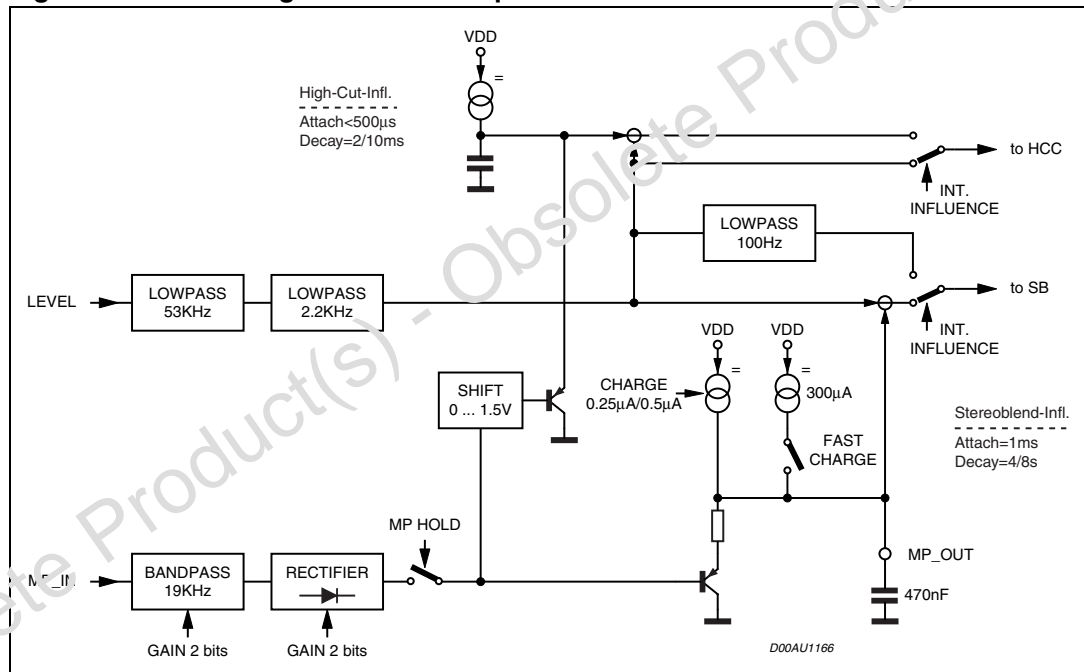 VDD
=
High-Cut-Infl.
Attach<500µs
Decay=2/10ms
to HCC
INT.
INFLUENCE
LOWPASS
100Hz
LEVEL
LOWPASS
53KHz
LOWPASS
2.2KHz
to SB
INT.
INFLUENCE
VDD
VDD
=
=
CHARGE
0.25µA/0.5µA
300µA
SHIFT
0 ... 1.5V
FAST
CHARGE
Stereoblend-Infl.
Attach=1ms
Decay=4/8s
MP HOLD
MP_OUT
BANDPASS
19KHz
RECTIFIER
470nF
GAIN 2 bits
GAIN 2 bits
D00AU1166
Product(s) - Obsolete Product